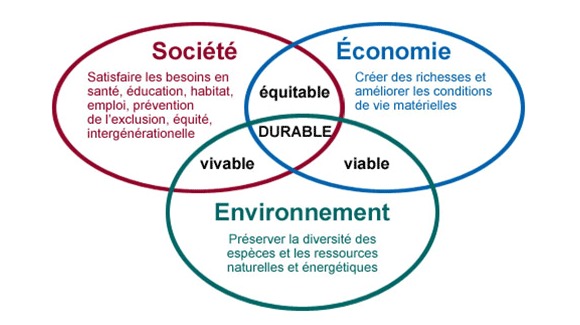 Société
Satisfaire les besoins en
santé, éducation, habitat,
emploi, prévention
de l'exclusion, équité,
intergénérationelle
Économie
Créer des richesses et
améliorer les conditions
de vie matérielles
équitable
DURABLE
vivable
viable
Environnement
Préserver la diversité des
espèces et les ressources
naturelles et énergétiques